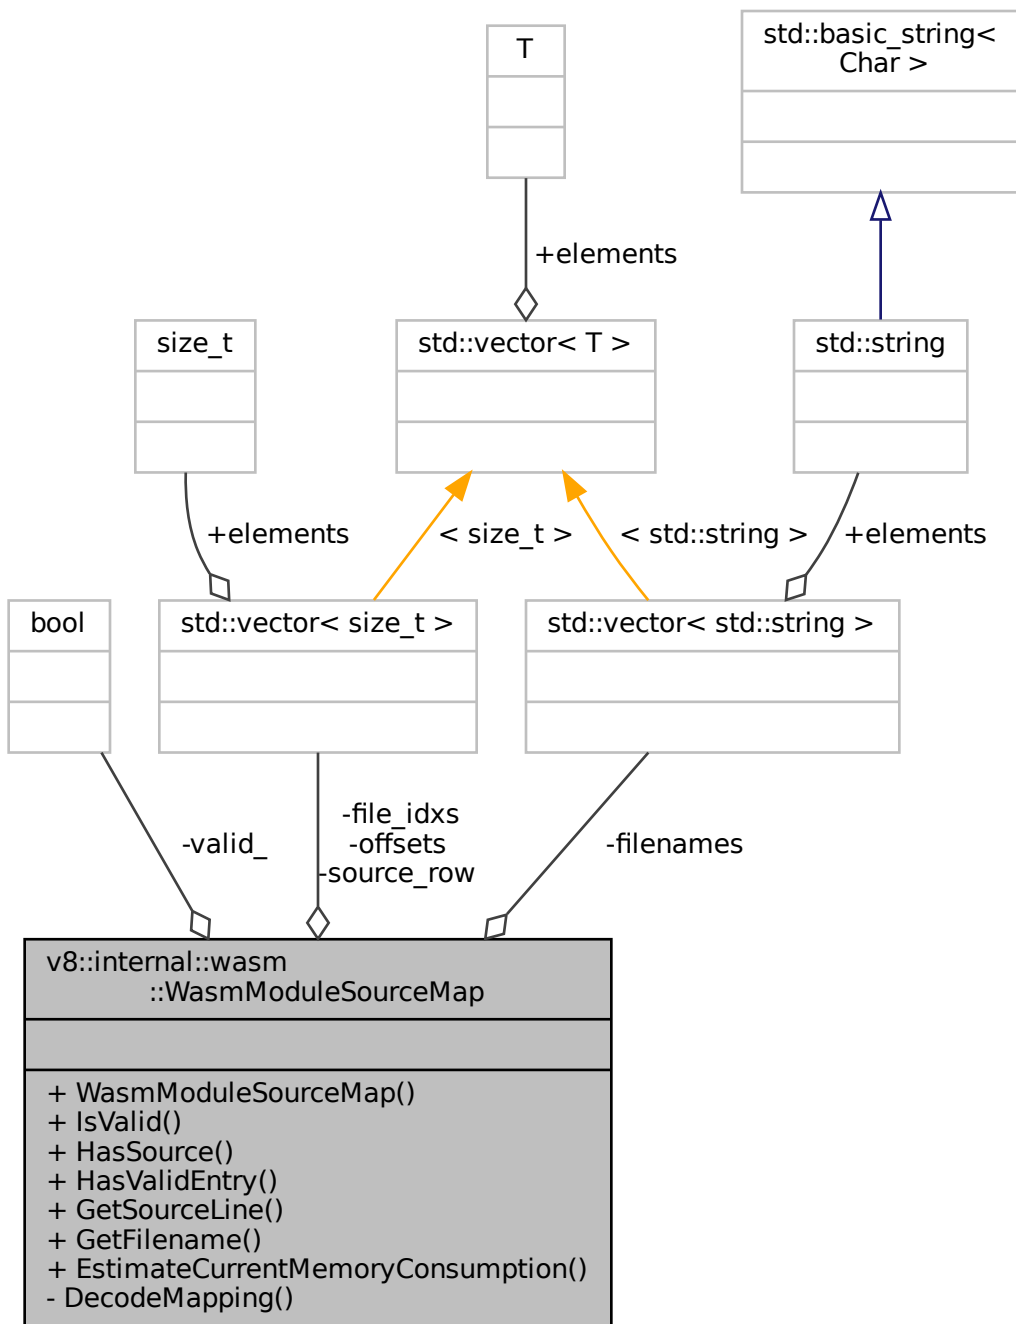 T
std::basic_string<
Char >
+elements
size_t
std::vector< T >
std::string
+elements
< size_t >
< std::string >
+elements
bool
std::vector< size_t >
std::vector< std::string >
-valid_
-file_idxs
-offsets
-source_row
-filenames
v8::internal::wasm
::WasmModuleSourceMap
+ WasmModuleSourceMap()
+ IsValid()
+ HasSource()
+ HasValidEntry()
+ GetSourceLine()
+ GetFilename()
+ EstimateCurrentMemoryConsumption()
- DecodeMapping()